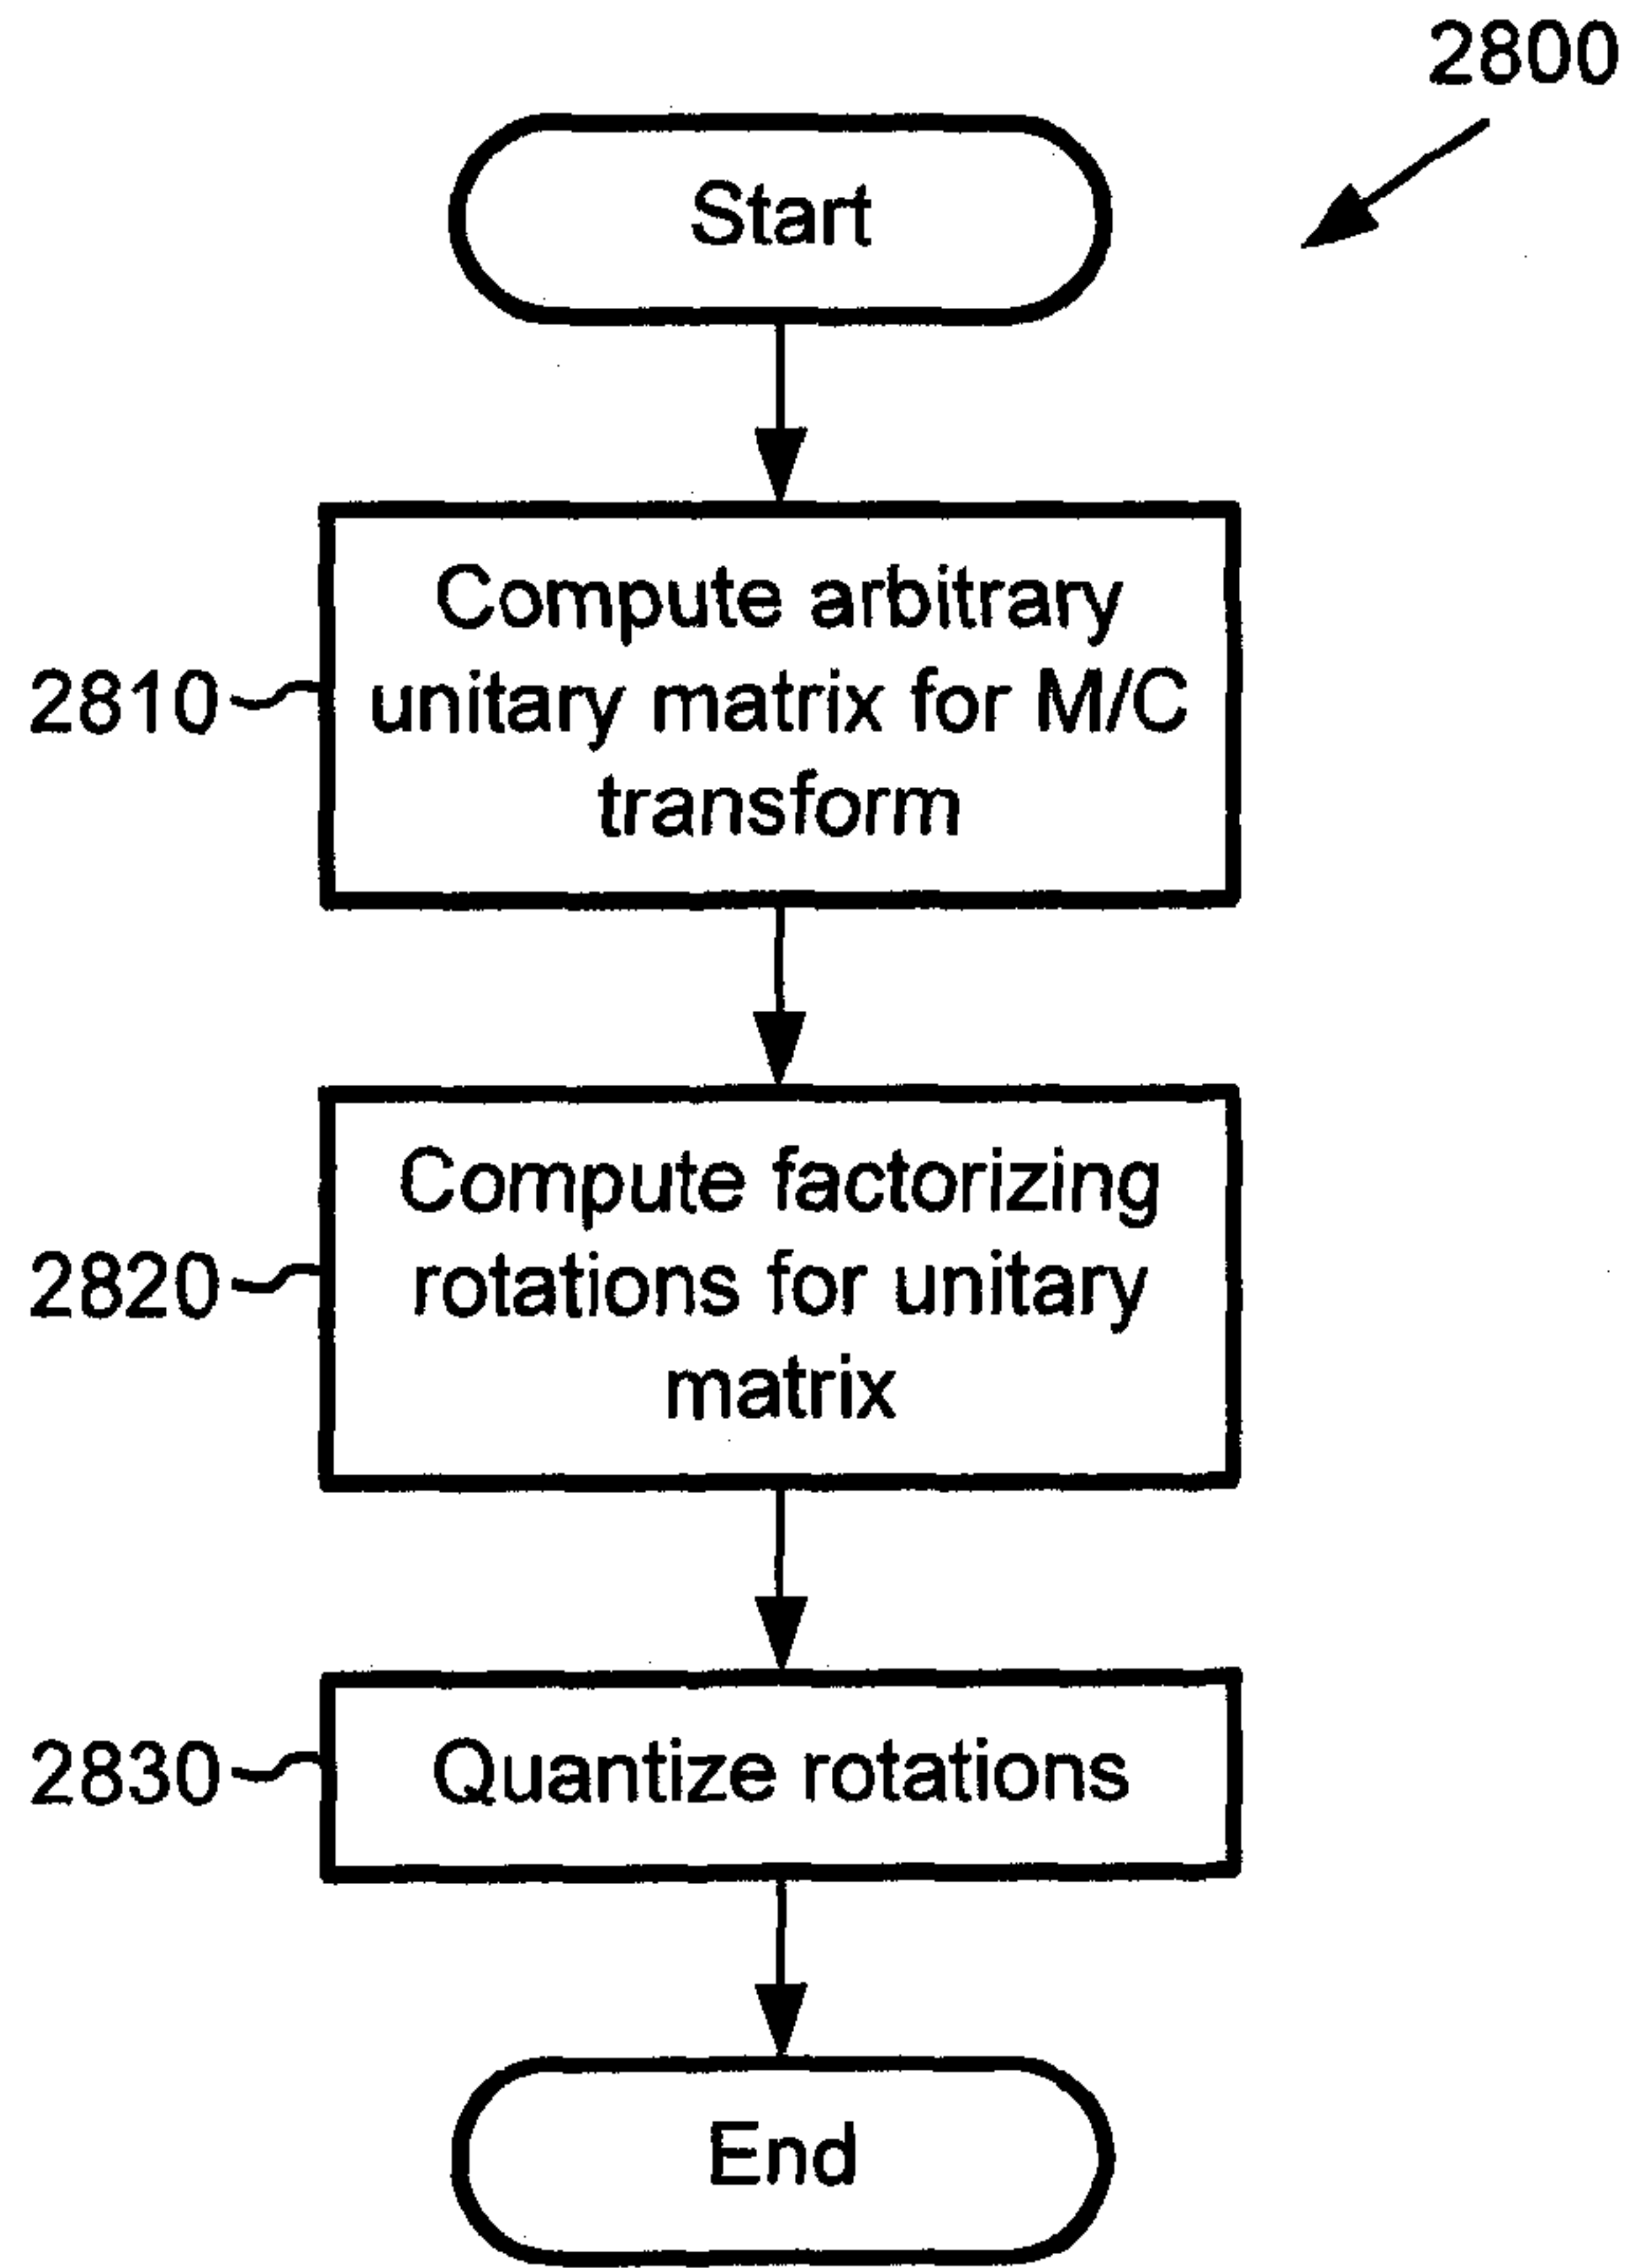 2800
Start
Compute arbitrary
unitary matrix for M/C
transform
2810
Compute factorizing
rotations for unitary
matrix
2820
Quantize rotations
2830
End